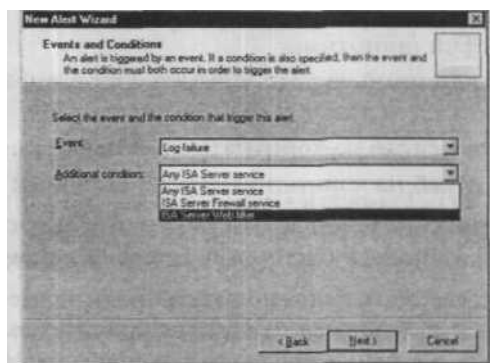 New Alert Wizard
Events and Conditions
An alert is triggered by an event. If a condition is also specified, then the event and
the condition must both occur in order to trigger the alert.
Select the event and the condition that trigger this alert.
Event:
Log failure
Additional condition:
Any ISA Server service
Any ISA Server service
ISA Server Firewall service
ISA Server Web filter
< Back
Next >
Cancel